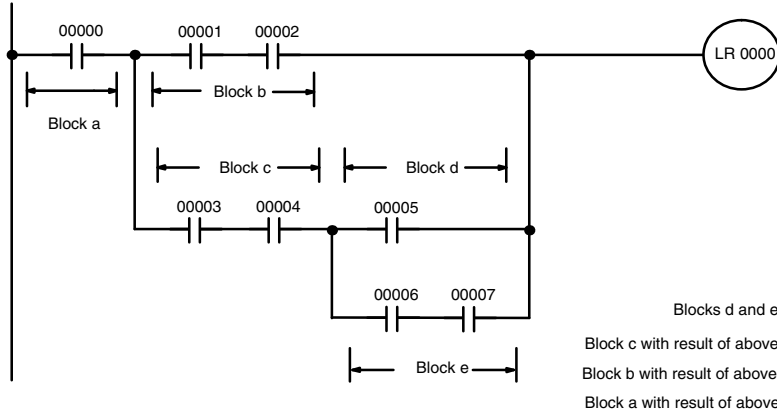 00000 00001 00002
LR 0000
Block a
Block b
Block c Block d
00003 00004 00005
00006 00007
Block e
Blocks d and e
Block c with result of above
Block b with result of above
Block a with result of above